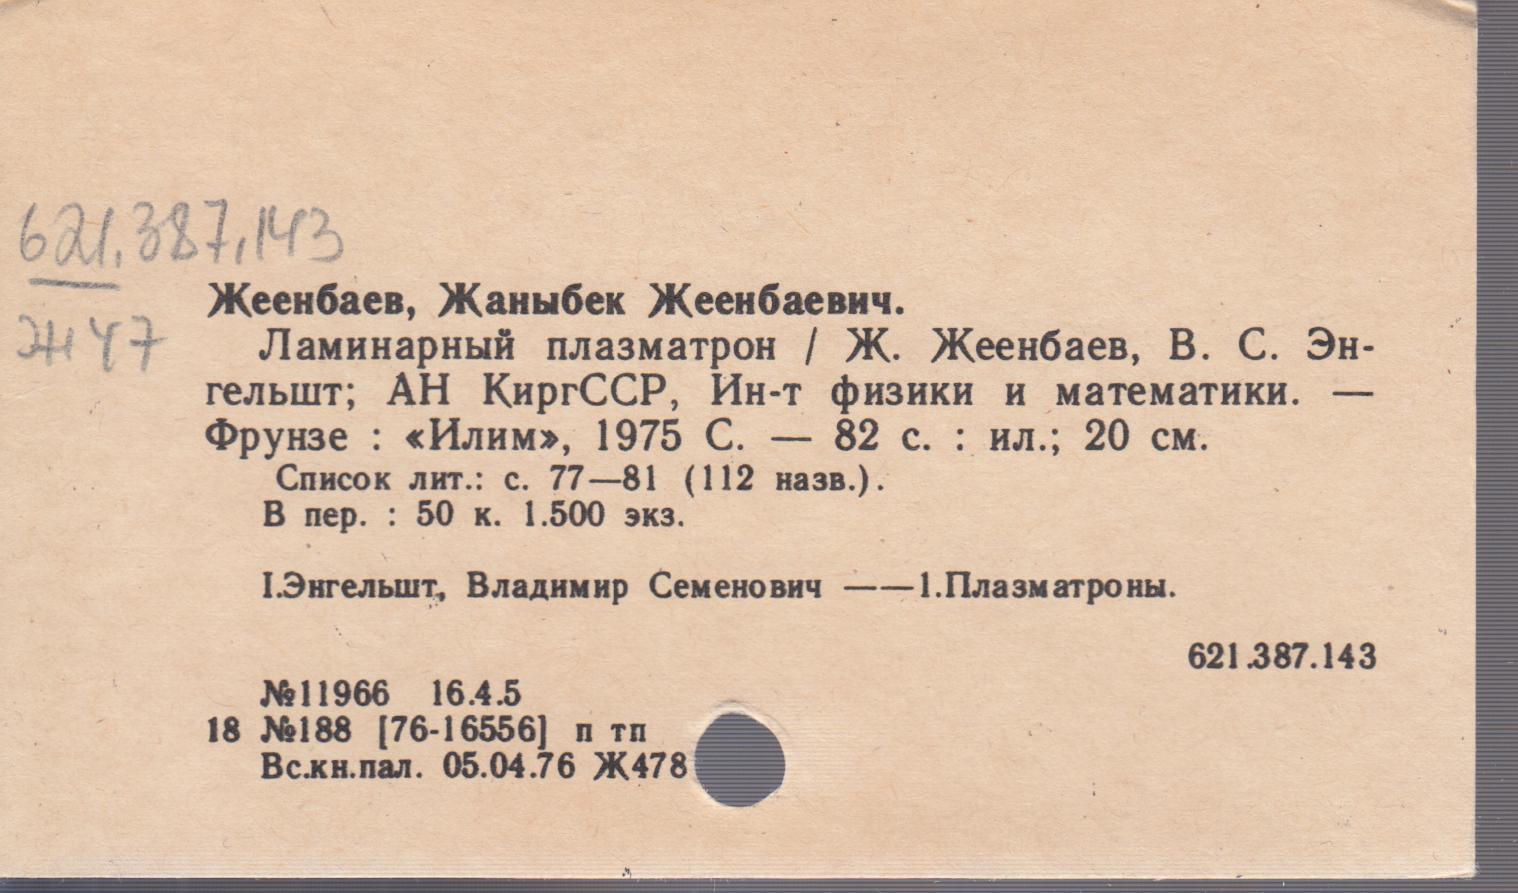 621.387.143
Ж47
Жеенбаев, Жаныбек Жеенбаевич.
Ламинарный плазматрон / Ж. Жеенбаев, В. С. Эн-
гельшт; АН КиргССР, Ин-т физики и математики. —
Фрунзе : «Илим», 1975 С. — 82 с. : ил.; 20 см.
Список лит.: с. 77—81 (112 назв.).
В пер. : 50 к. 1.500 экз.
I.Энгельшт, Владимир Семенович ——1.Плазматроны.
621.387.143
№11966 16.4.5
18 №188 [76-16556] п тп
Вс.кн.пал. 05.04.76 Ж478